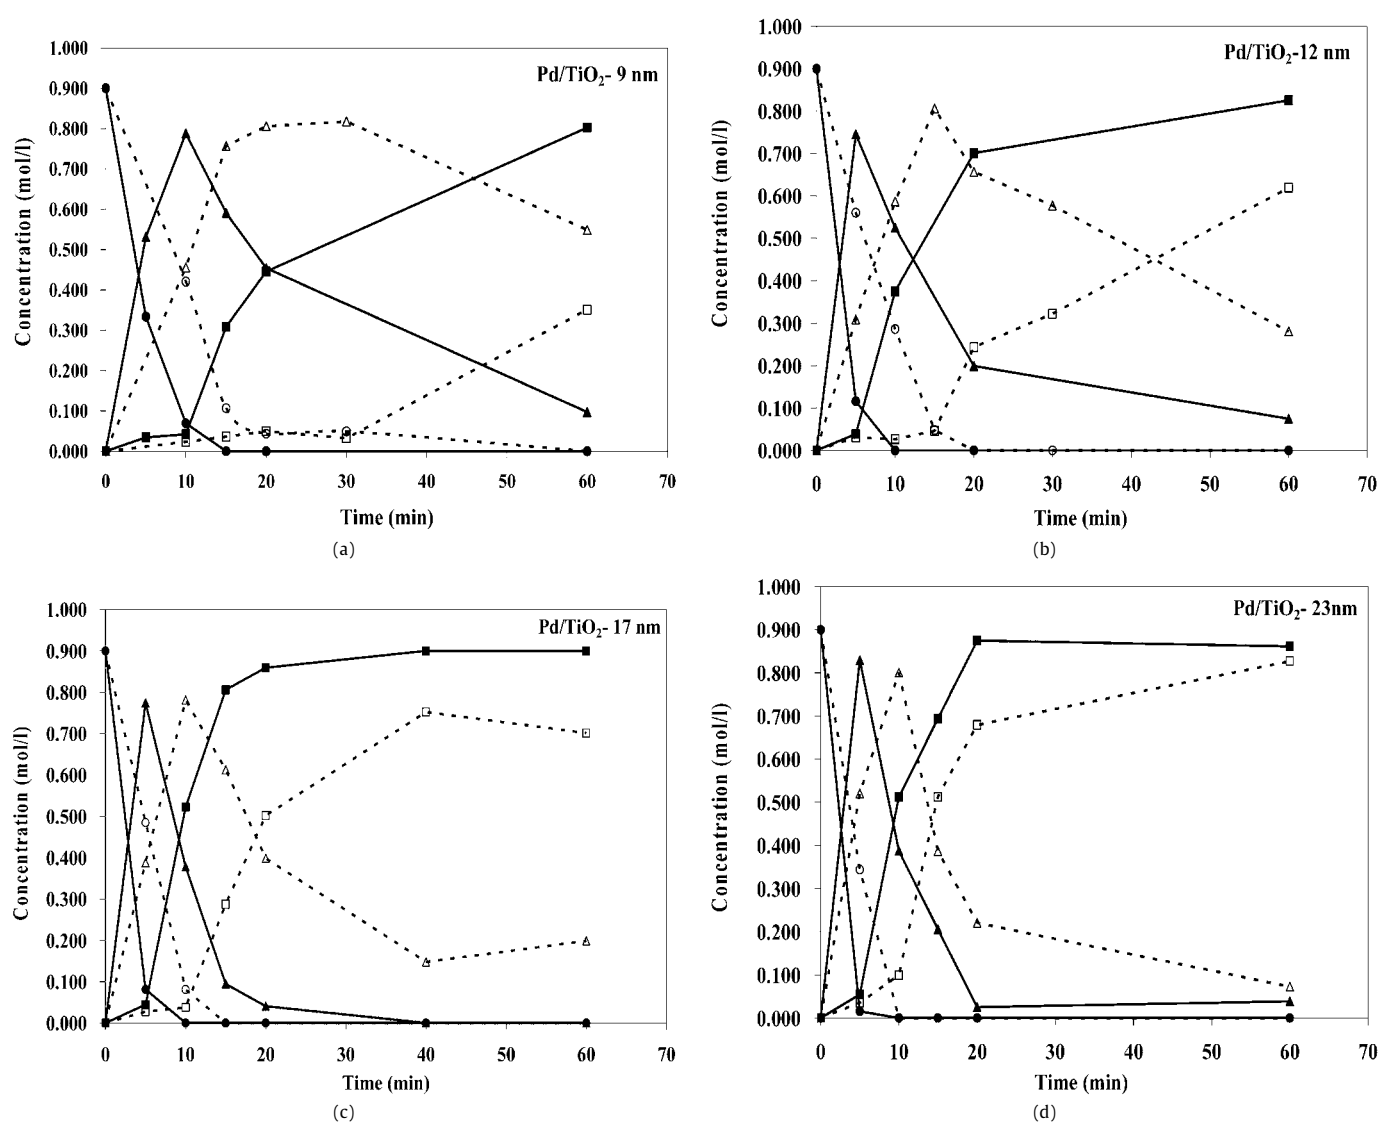 Pd/TiO2- 9 nm
Concentration (mol/l)
1.000
0.900
0.800
0.700
0.600
0.500
0.400
0.300
0.200
0.100
0.000
0 10 20 30 40 50 60 70
Time (min)
(a)
Pd/TiO2-12 nm
Concentration (mol/l)
1.000
0.900
0.800
0.700
0.600
0.500
0.400
0.300
0.200
0.100
0.000
0 10 20 30 40 50 60 70
Time (min)
(b)
Pd/TiO2- 17 nm
Concentration (mol/l)
1.000
0.900
0.800
0.700
0.600
0.500
0.400
0.300
0.200
0.100
0.000
0 10 20 30 40 50 60 70
Time (min)
(c)
Pd/TiO2- 23nm
Concentration (mol/l)
1.000
0.900
0.800
0.700
0.600
0.500
0.400
0.300
0.200
0.100
0.000
0 10 20 30 40 50 60 70
Time (min)
(d)